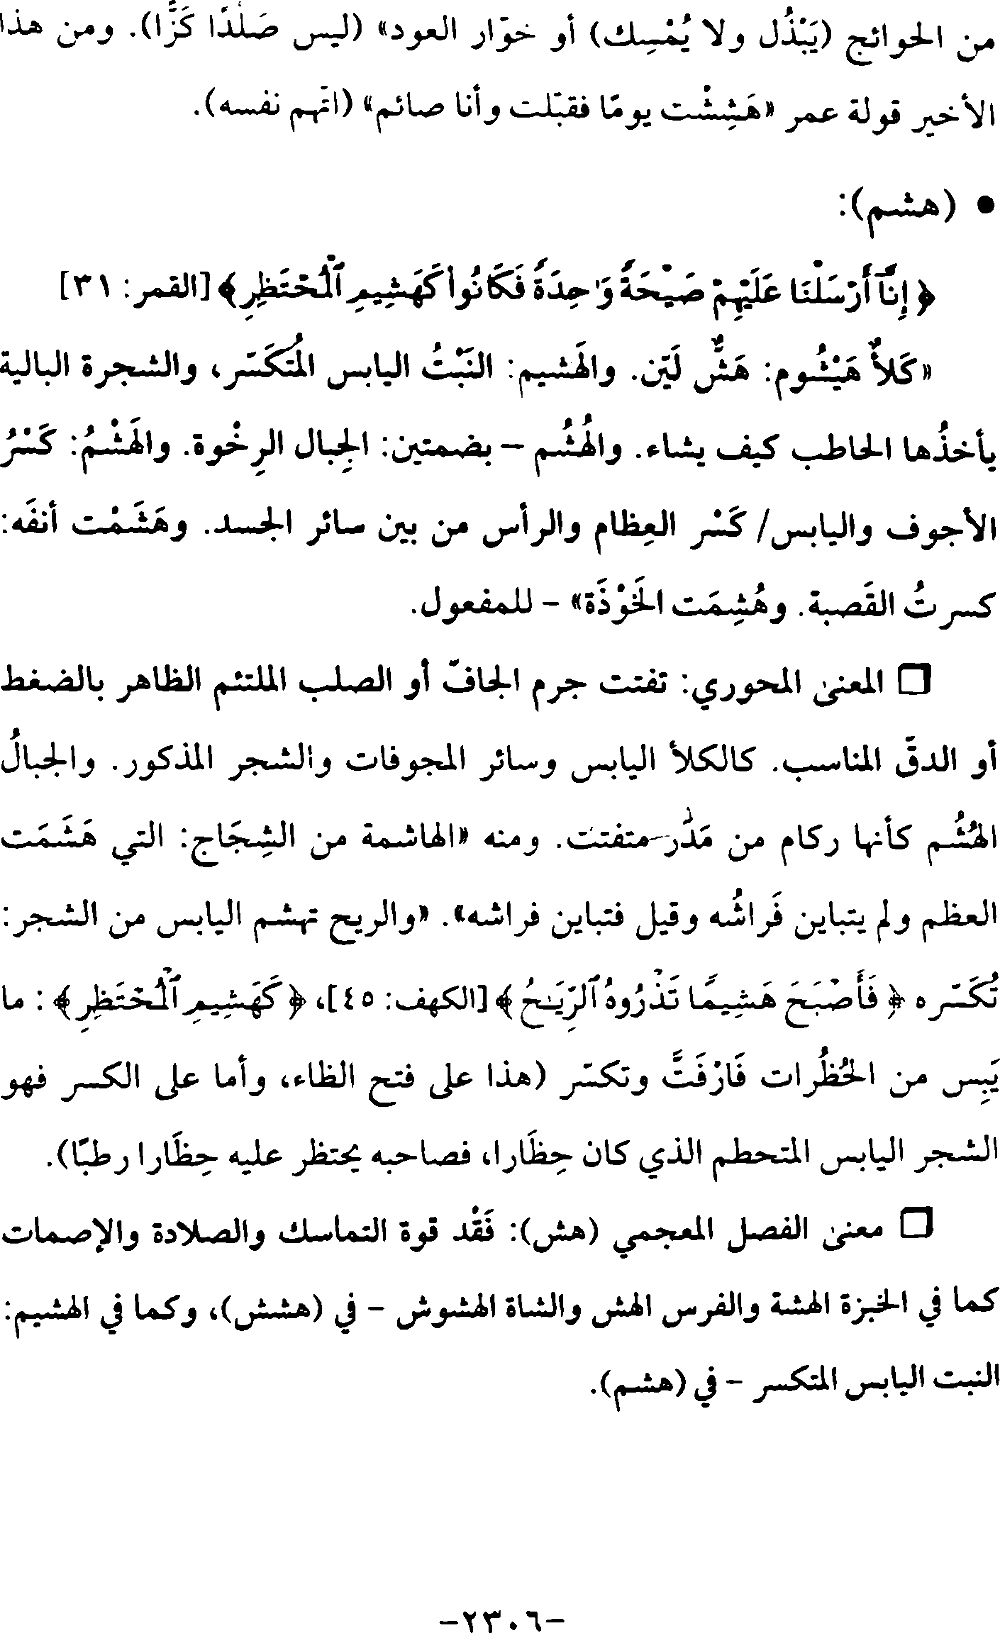 من الحوائج (يَبْذُل ولا يُمْسِك) أو خوّار العود» (ليس صَلْدًا كَزًّا). ومن هذا
الأخير قولة عمر «هَشِشْت يومًا فقبّلت وأنا صائم» (اتّهم نفسه).
• (هشم):
﴿إِنَّآ أَرْسَلْنَا عَلَيْهِمْ صَيْحَةً وَٰحِدَةً فَكَانُوا۟ كَهَشِيمِ ٱلْمُحْتَظِرِ﴾ [القمر: ٣١]
«كَلأٌ هَيْشُوم: هَشٌّ لَيّن. والهَشيم: النَبْتُ اليابس المُتَكَسّر، والشجرة البالية
يأخذُها الحاطب كيف يشاء. والهُشُم – بضمتين: الجِبال الرِخْوة. والهَشْمُ: كَسْرُ
الأجوف واليابس/ كَسْر العِظام والرأس من بين سائر الجسد. وهَشَمْت أنفَه:
كسرتُ القَصبة. وهُشِمَت الخَوْذَة» – للمفعول.
❐ المعنىٰ المحوري: تفتت جرم الجافّ أو الصلب الملتئم الظاهر بالضغط
أو الدقّ المناسب. كالكلأ اليابس وسائر المجوفات والشجر المذكور. والجبالُ
الهُشُم كأنها ركام من مَدَر متفتت. ومنه «الهاشمة من الشِجَاج: التي هَشَمَت
العظم ولم يتباين فَراشُه وقيل فتباين فراشه». «والريح تهشم اليابس من الشجر:
تُكَسّره ﴿فَأَصْبَحَ هَشِيمًا تَذْرُوهُ ٱلرِّيَـٰحُ﴾ [الكهف: ٤٥]، ﴿كَهَشِيمِ ٱلْمُحْتَظِرِ﴾: ما
يَبِس من الحُظُرات فَارْفَتَّ وتكسّر (هذا على فتح الظاء، وأما على الكسر فهو
الشجر اليابس المتحطم الذي كان حِظَارا، فصاحبه يحتظر عليه حِظَارا رطبًا).
❐ معنىٰ الفصل المعجمي (هش): فَقْد قوة التماسك والصلادة والإصمات
كما في الخبزة الهشة والفرس الهش والشاة الهشوش – في (هشش)، وكما في الهشيم:
النبت اليابس المتكسر – في (هشم).
-٢٣٠٦-